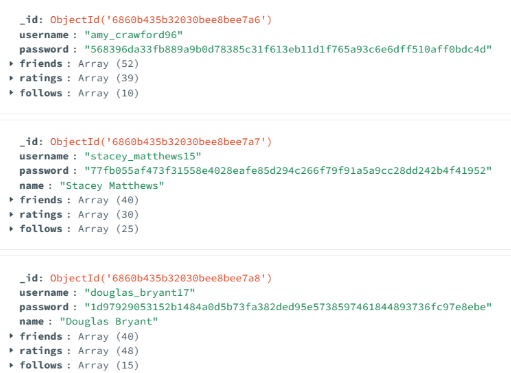 _id: ObjectId('6860b435b32030bee8bee7a6')
username : "amy_crawford96"
password : "568396da33fb889a9b0d78385c31f613eb11d1f765a93c6e6dff510aff0bdc4d"
friends : Array (52)
ratings : Array (39)
follows : Array (10)
_id: ObjectId('6860b435b32030bee8bee7a7')
username : "stacey_matthews15"
password : "77fb055af473f31558e4028eafe85d294c266f79f91a5a9cc28dd242b4f41952"
name : "Stacey Matthews"
friends : Array (40)
ratings : Array (30)
follows : Array (25)
_id: ObjectId('6860b435b32030bee8bee7a8')
username : "douglas_bryant17"
password : "1d97929053152b1484a0d5b73fa382ded95e5738597461844893736fc97e8ebe"
name : "Douglas Bryant"
friends : Array (40)
ratings : Array (48)
follows : Array (15)